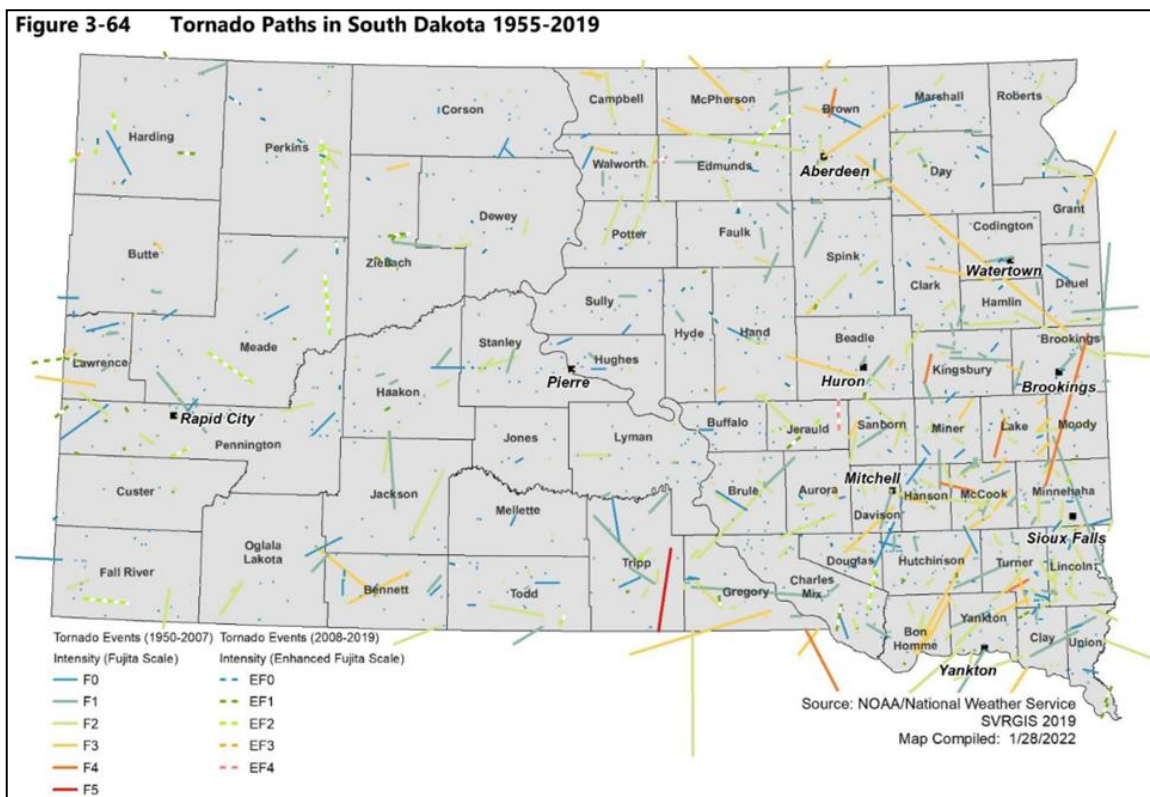 Figure 3-64 Tornado Paths in South Dakota 1955-2019
Harding
Perkins
Corson
Campbell
McPherson
Brown
Marshall
Roberts
Walworth
Edmunds
Aberdeen
Day
Grant
Butte
Ziebach
Dewey
Potter
Faulk
Spink
Codington
Watertown
Clark
Hamlin
Deuel
Lawrence
Meade
Sully
Stanley
Hyde
Hand
Hughes
Pierre
Haakon
Beadle
Huron
Kingsbury
Brookings
Brookings
Rapid City
Pennington
Jones
Lyman
Buffalo
Jerauld
Sanborn
Miner
Lake
Moody
Custer
Jackson
Mellette
Brule
Aurora
Mitchell
Davison
Hanson
McCook
Minnehaha
Sioux Falls
Fall River
Oglala
Lakota
Bennett
Todd
Tripp
Gregory
Charles
Mix
Douglas
Hutchinson
Turner
Lincoln
Bon
Homme
Yankton
Clay
Union
Yankton
Tornado Events (1950-2007) Tornado Events (2008-2019)
Intensity (Fujita Scale) Intensity (Enhanced Fujita Scale)
F0 EF0
F1 EF1
F2 EF2
F3 EF3
F4 EF4
F5
Source: NOAA/National Weather Service
SVRGIS 2019
Map Compiled: 1/28/2022